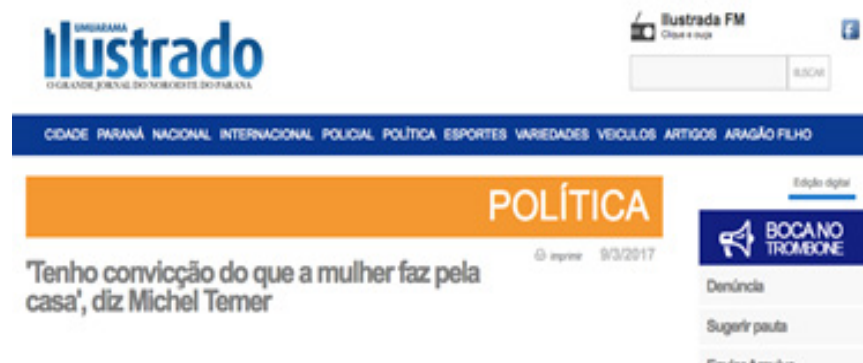 UMUARAMA
Ilustrado
O GRANDE JORNAL DO NOROESTE DO PARANÁ
Ilustrada FM
Clique e ouça
BUSCAR
CIDADE PARANÁ NACIONAL INTERNACIONAL POLICIAL POLÍTICA ESPORTES VARIEDADES VEICULOS ARTIGOS ARAGÃO FILHO
Edição digital
POLÍTICA
BOCA NO
TROMBONE
imprimir 9/3/2017
'Tenho convicção do que a mulher faz pela
casa', diz Michel Temer
Denúncia
Sugerir pauta